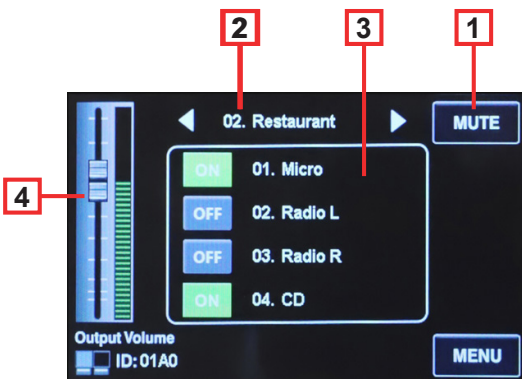 2 3 1
02. Restaurant MUTE
ON 01. Micro
4
OFF 02. Radio L
OFF 03. Radio R
ON 04. CD
Output Volume
ID: 01A0 MENU